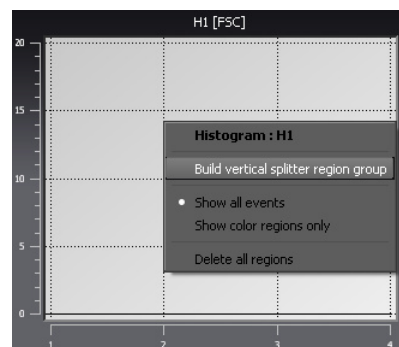 H1 [FSC]
20
15
Histogram : H1
Build vertical splitter region group
10
Show all events
Show color regions only
5
Delete all regions
0
1 2 3 4